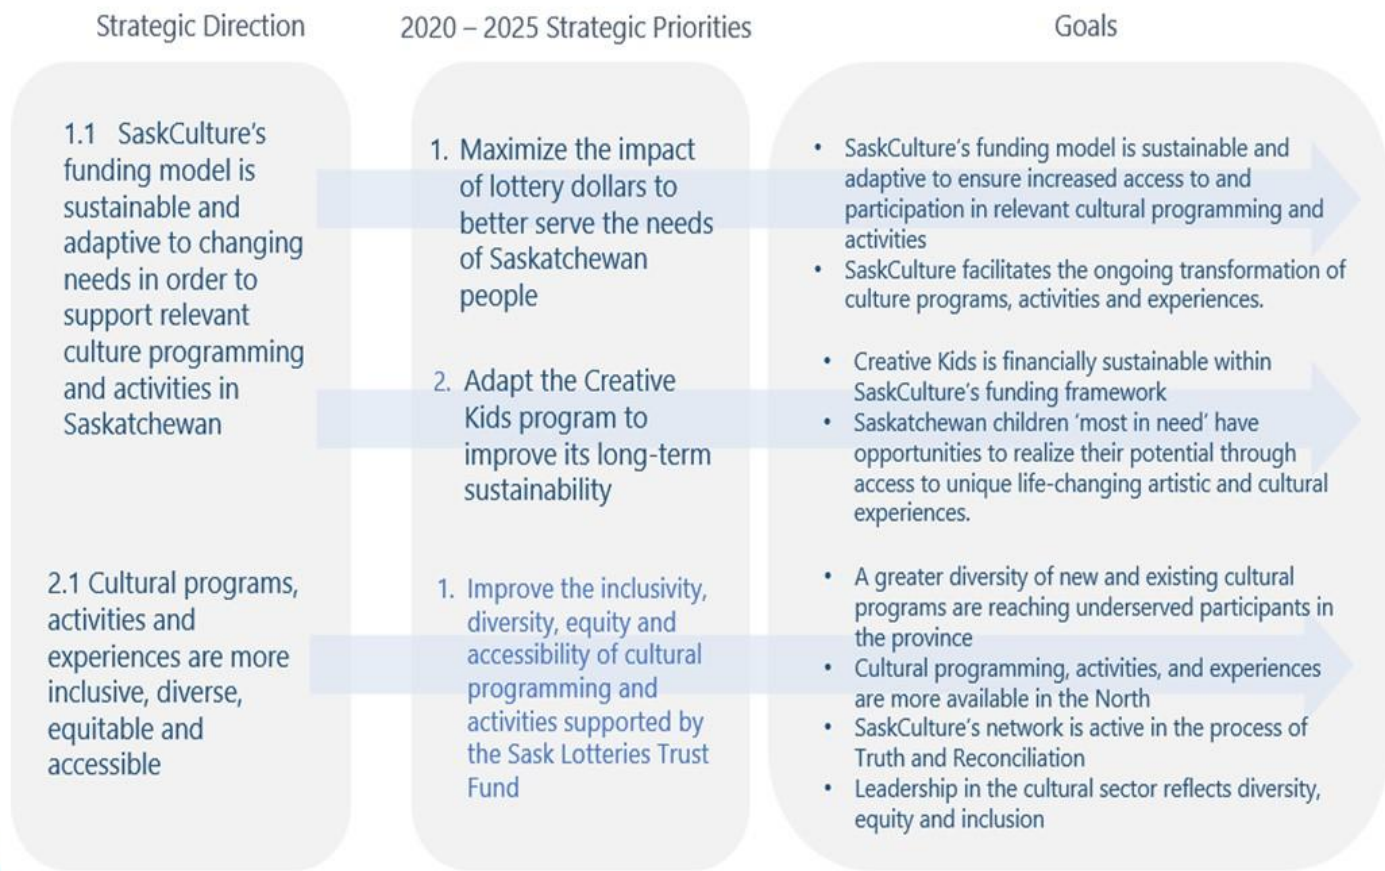 Strategic Direction
2020 – 2025 Strategic Priorities
Goals
1.1 SaskCulture's
funding model is
sustainable and
adaptive to changing
needs in order to
support relevant
culture programming
and activities in
Saskatchewan
1. Maximize the impact
of lottery dollars to
better serve the needs
of Saskatchewan
people
• SaskCulture's funding model is sustainable and
adaptive to ensure increased access to and
participation in relevant cultural programming and
activities
• SaskCulture facilitates the ongoing transformation of
culture programs, activities and experiences.
2. Adapt the Creative
Kids program to
improve its long-term
sustainability
• Creative Kids is financially sustainable within
SaskCulture's funding framework
• Saskatchewan children 'most in need' have
opportunities to realize their potential through
access to unique life-changing artistic and cultural
experiences.
2.1 Cultural programs,
activities and
experiences are more
inclusive, diverse,
equitable and
accessible
1. Improve the inclusivity,
diversity, equity and
accessibility of cultural
programming and
activities supported by
the Sask Lotteries Trust
Fund
• A greater diversity of new and existing cultural
programs are reaching underserved participants in
the province
• Cultural programming, activities, and experiences
are more available in the North
• SaskCulture's network is active in the process of
Truth and Reconciliation
• Leadership in the cultural sector reflects diversity,
equity and inclusion